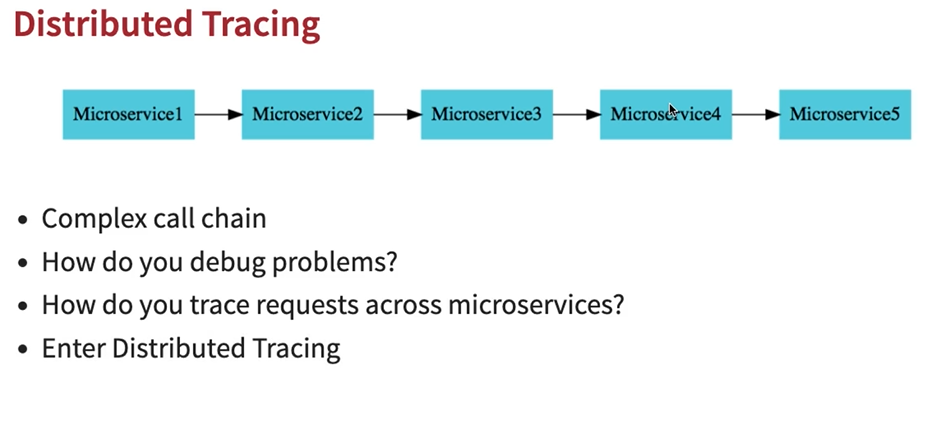 Distributed Tracing
Microservice1 Microservice2 Microservice3 Microservice4 Microservice5
• Complex call chain
• How do you debug problems?
• How do you trace requests across microservices?
• Enter Distributed Tracing